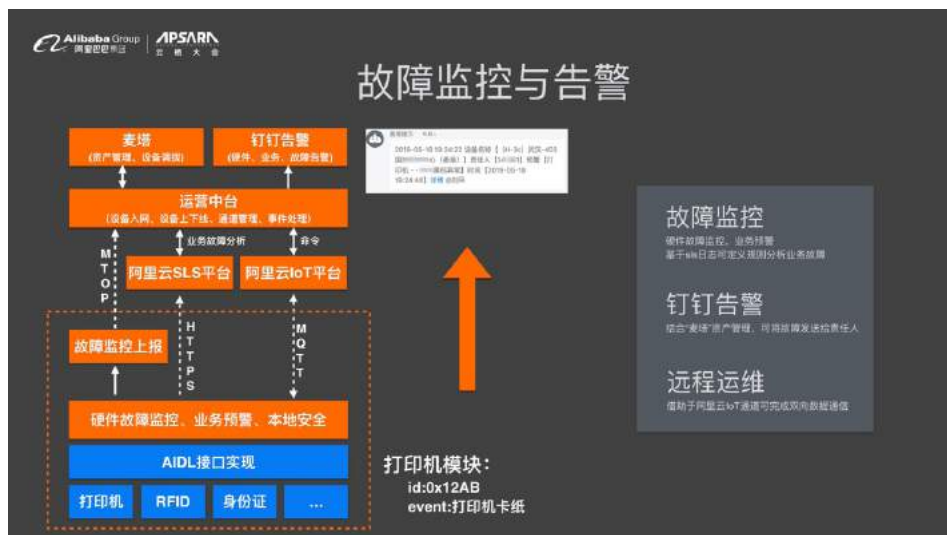 Alibaba Group
阿里巴巴集团
APSARA
云栖大会
故障监控与告警
麦塔
(资产管理、设备调拨)
钉钉告警
(硬件、业务、故障告警)
运营中台
(设备入网、设备上下线、通道管理、事件处理)
业务故障分析
命令
MTOP
阿里云SLS平台
阿里云IoT平台
HTTPS
MQTT
故障监控上报
硬件故障监控、业务预警、本地安全
AIDL接口实现
打印机
RFID
身份证
...
打印机模块：
id:0x12AB
event:打印机卡纸
故障监控
硬件故障监控、业务预警
基于sls日志可定义规则分析业务故障
钉钉告警
结合“麦塔”资产管理，可将故障发送给责任人
远程运维
借助于阿里云IoT通道可完成双向数据通信